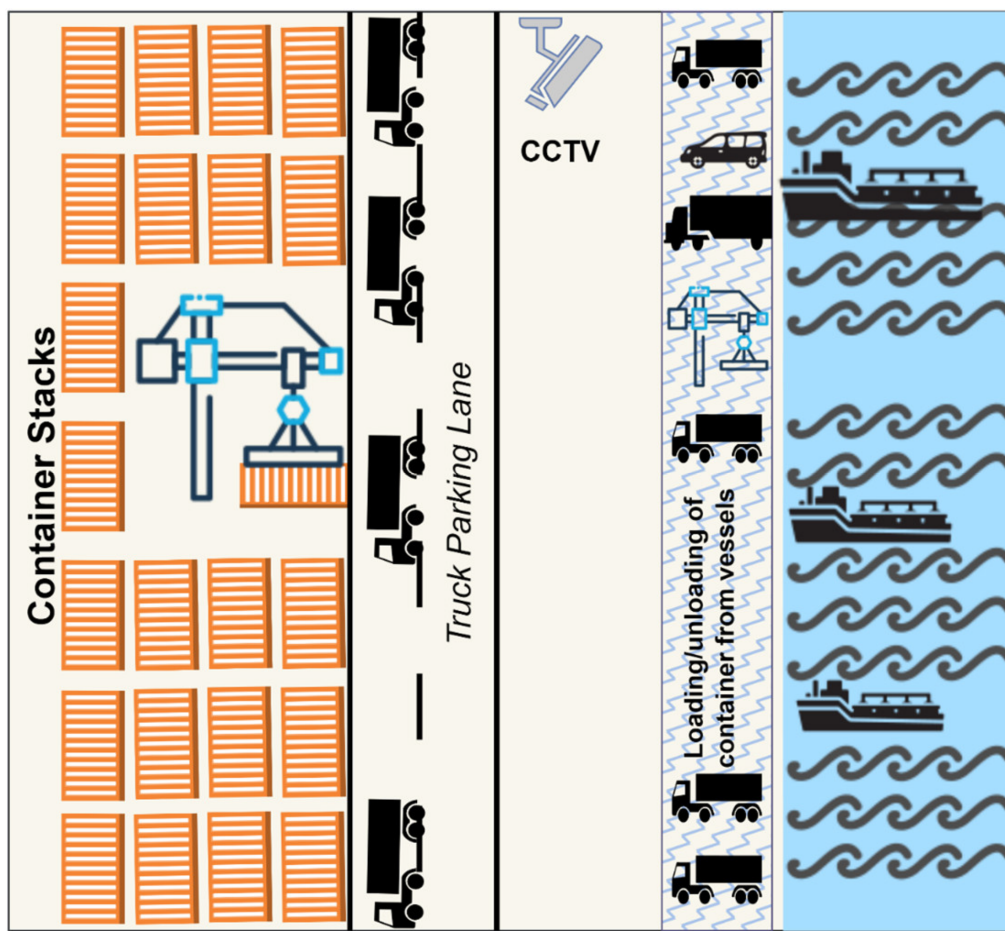 Container Stacks
Truck Parking Lane
CCTV
Loading/unloading of
container from vessels